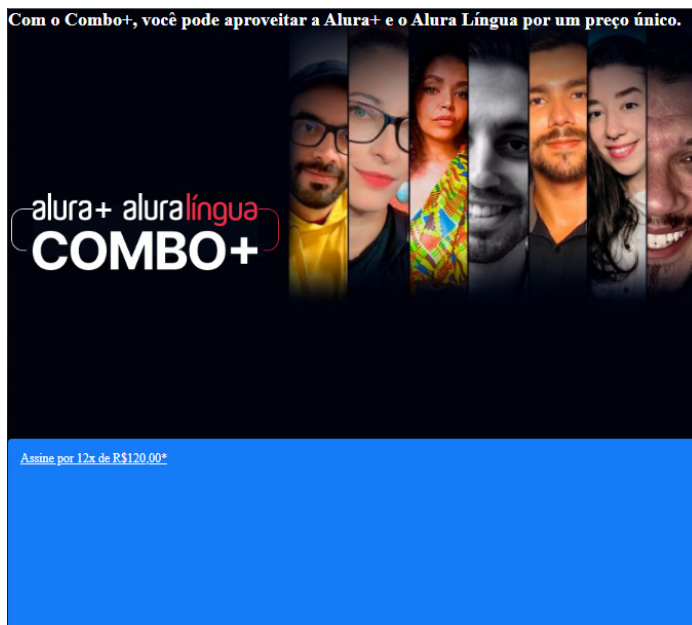 Com o Combo+, você pode aproveitar a Alura+ e o Alura Língua por um preço único.
alura+ aluralíngua
COMBO+
Assine por 12x de R$120,00*